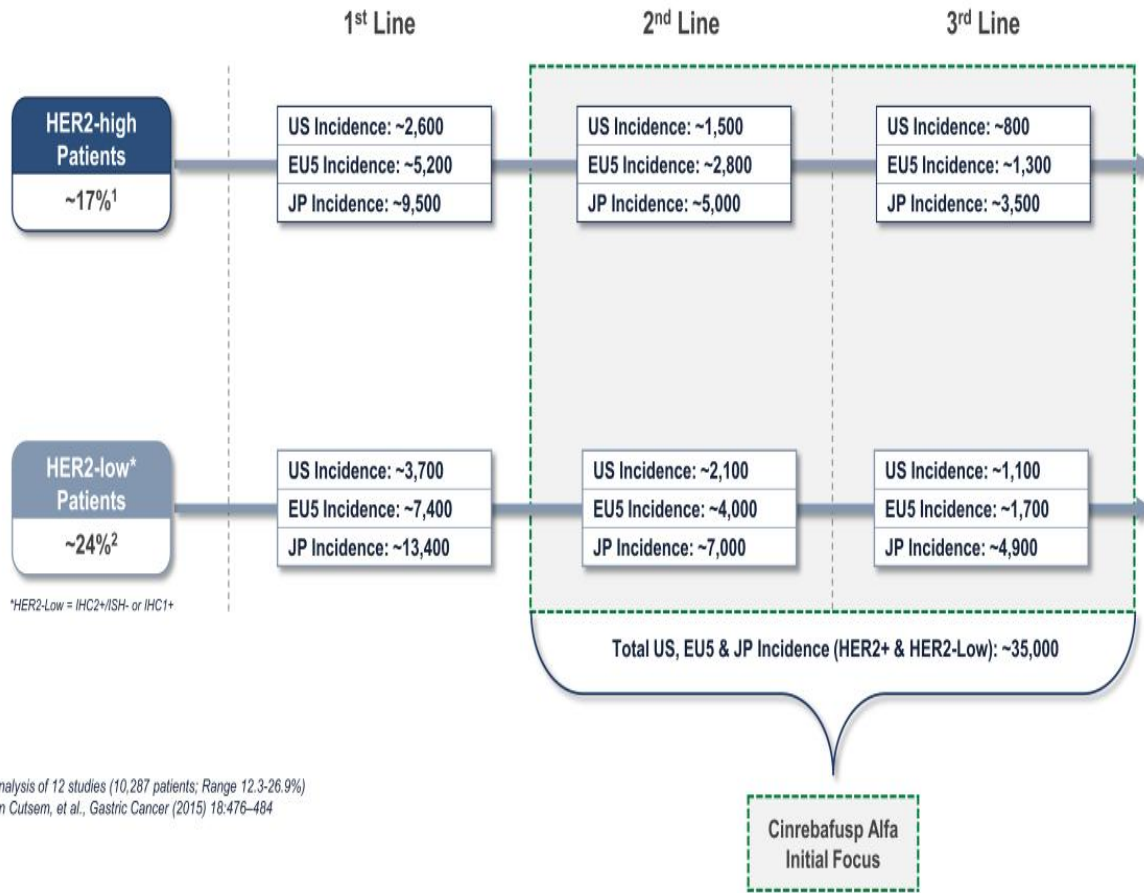 1st Line
2nd Line
3rd Line
HER2-high
Patients
~17%1
US Incidence: ~2,600
EU5 Incidence: ~5,200
JP Incidence: ~9,500
US Incidence: ~1,500
EU5 Incidence: ~2,800
JP Incidence: ~5,000
US Incidence: ~800
EU5 Incidence: ~1,300
JP Incidence: ~3,500
HER2-low*
Patients
~24%2
US Incidence: ~3,700
EU5 Incidence: ~7,400
JP Incidence: ~13,400
US Incidence: ~2,100
EU5 Incidence: ~4,000
JP Incidence: ~7,000
US Incidence: ~1,100
EU5 Incidence: ~1,700
JP Incidence: ~4,900
*HER2-Low = IHC2+/ISH- or IHC1+
Total US, EU5 & JP Incidence (HER2+ & HER2-Low): ~35,000
nalysis of 12 studies (10,287 patients; Range 12.3-26.9%)
n Cutsem, et al., Gastric Cancer (2015) 18:476–484
Cinrebafusp Alfa
Initial Focus